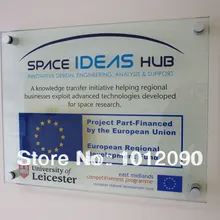 SPACE IDEAS HUB
INNOVATIVE DESIGN, ENGINEERING, ANALYSIS & SUPPORT
A knowledge transfer initiative helping regional
businesses exploit advanced technologies developed
for space research.
Project Part-Financed
by the European Union
European Regional
Store No: 1012090
University of
Leicester
east midlands
competitiveness programme